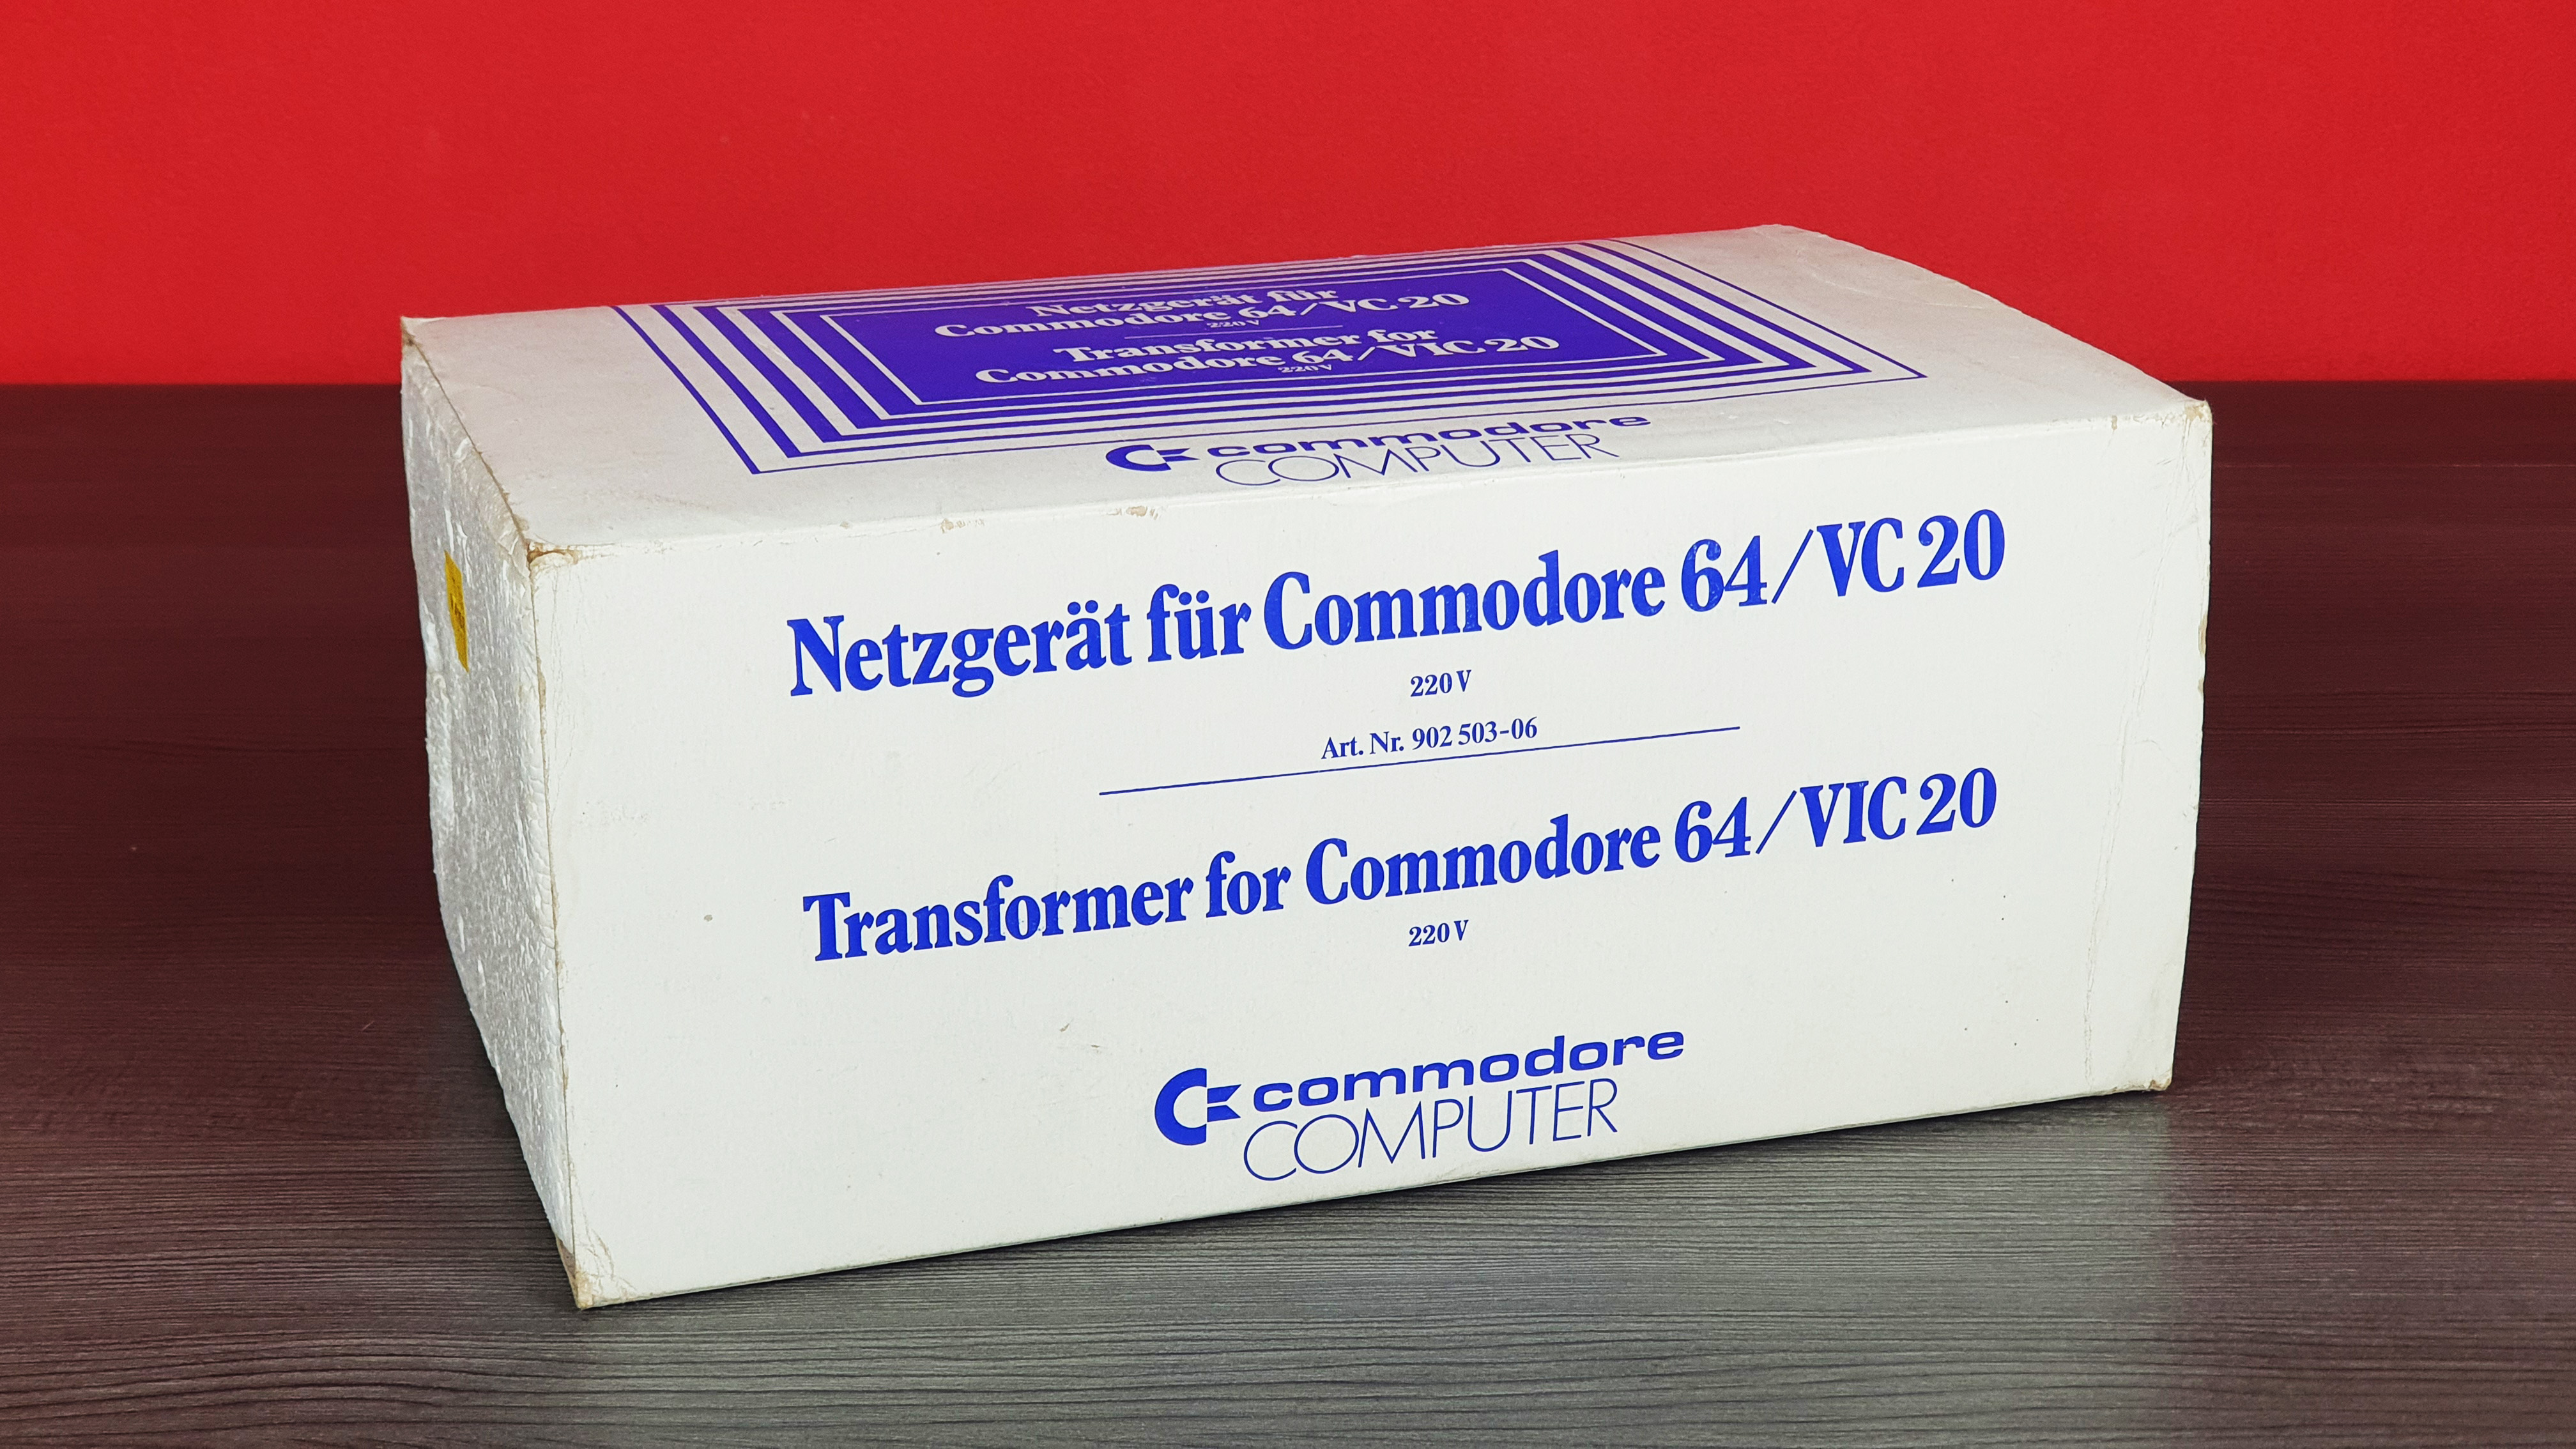 Netzgerät für
Commodore 64/VC 20
220 V
Transformer for
Commodore 64/VIC 20
220 V
commodore
COMPUTER
Netzgerät für Commodore 64/VC 20
220 V
Art. Nr. 902 503-06
Transformer for Commodore 64/VIC 20
220 V
commodore
COMPUTER